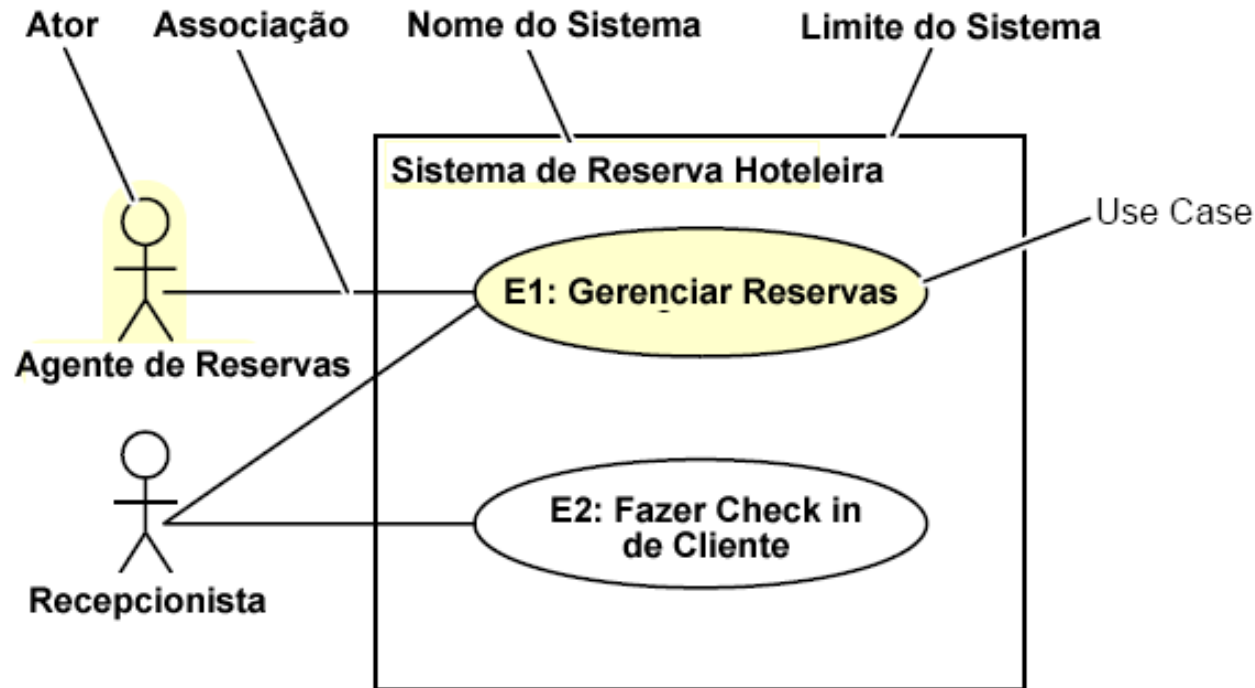 Ator
Associação
Nome do Sistema
Limite do Sistema
Sistema de Reserva Hoteleira
Use Case
E1: Gerenciar Reservas
Agente de Reservas
E2: Fazer Check in
de Cliente
Recepcionista